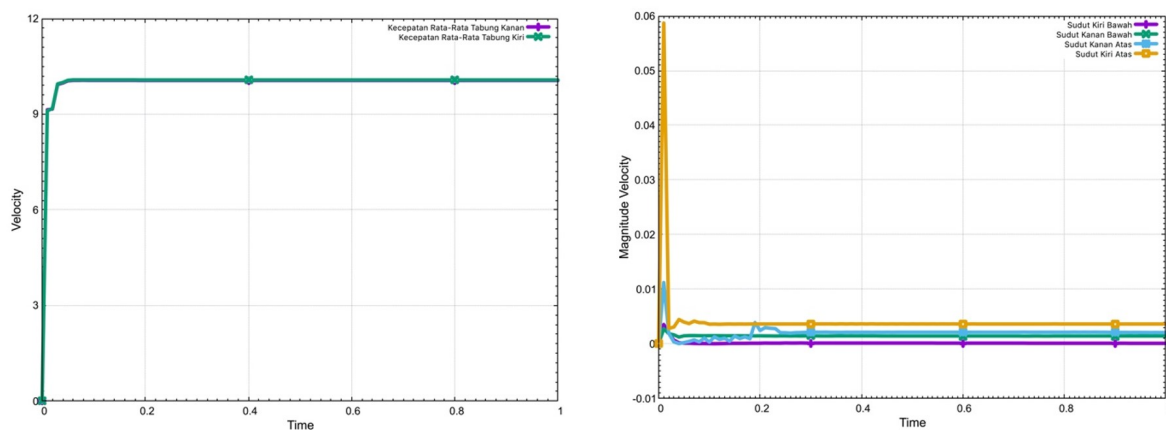 12
9
6
3
0
Velocity
Kecepatan Rata-Rata Tabung Kanan
Kecepatan Rata-Rata Tabung Kiri
0
0.2
0.4
0.6
0.8
1
Time
0.06
0.05
0.04
0.03
0.02
0.01
0
-0.01
Magnitude Velocity
Sudut Kiri Bawah
Sudut Kanan Bawah
Sudut Kanan Atas
Sudut Kiri Atas
0
0.2
0.4
0.6
0.8
Time